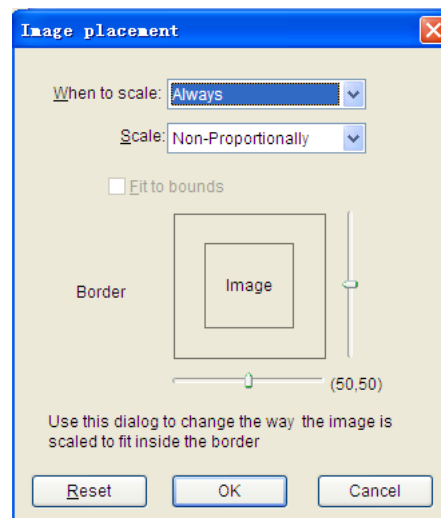 Image placement
When to scale: Always
Scale: Non-Proportionally
Fit to bounds
Border
Image
(50,50)
Use this dialog to change the way the image is
scaled to fit inside the border
Reset OK Cancel